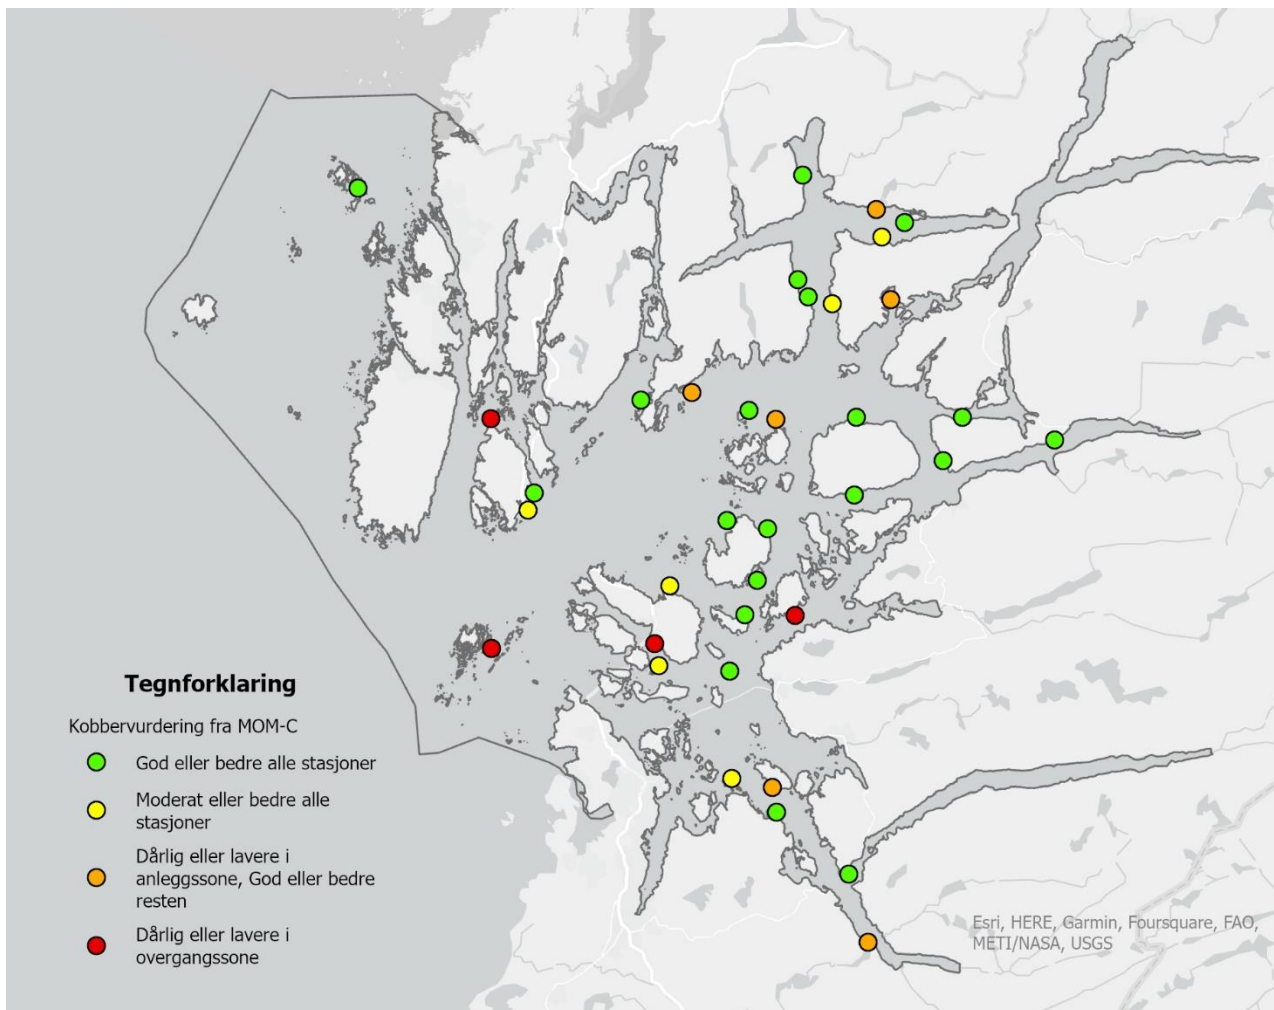 Tegnforklaring
Kobbervurdering fra MOM-C
God eller bedre alle stasjoner
Moderat eller bedre alle
stasjoner
Dårlig eller lavere i
anleggssone, God eller bedre
resten
Dårlig eller lavere i
overgangssone
Esri, HERE, Garmin, Foursquare, FAO,
METI/NASA, USGS